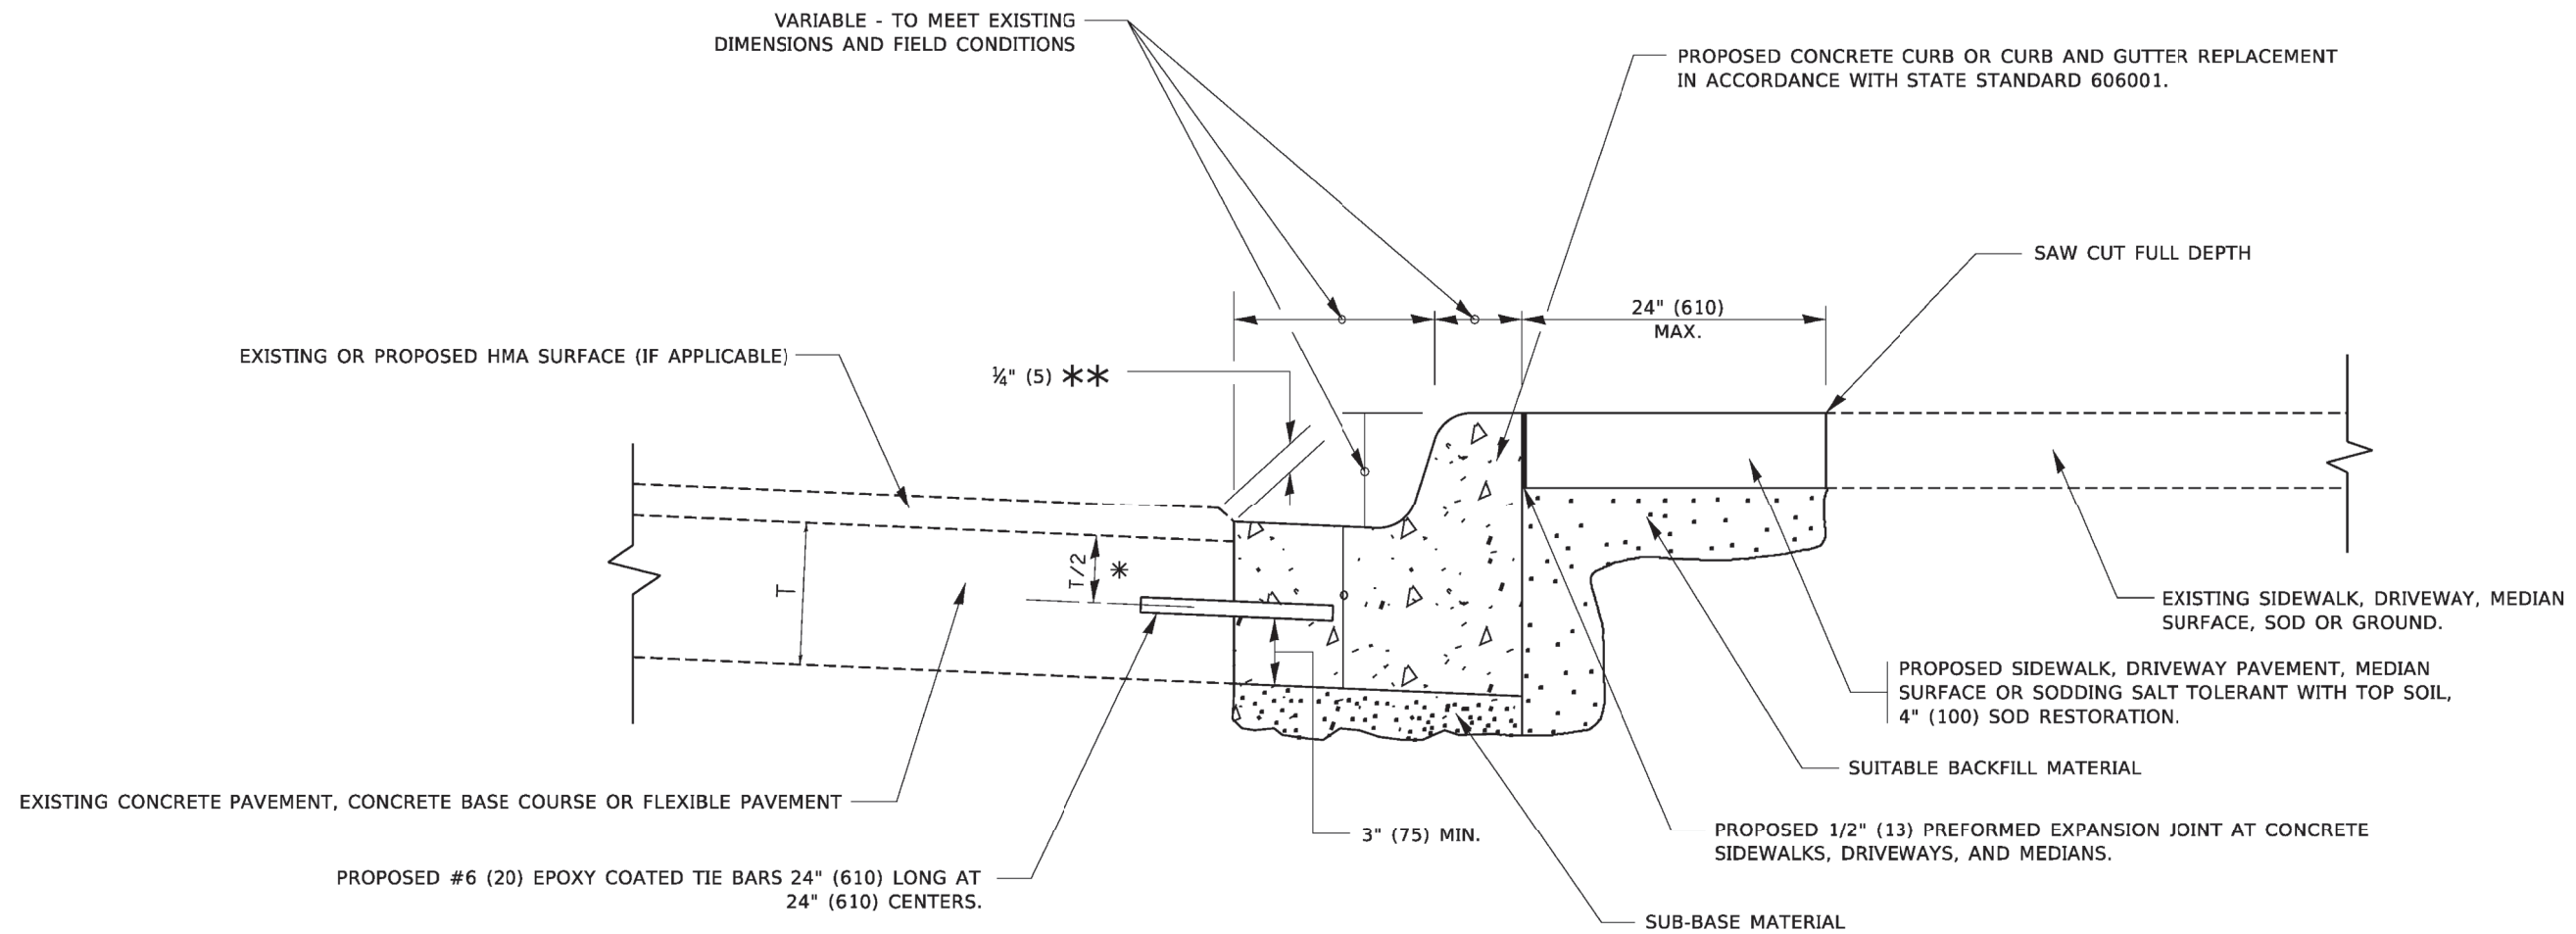 VARIABLE - TO MEET EXISTING
DIMENSIONS AND FIELD CONDITIONS
PROPOSED CONCRETE CURB OR CURB AND GUTTER REPLACEMENT
IN ACCORDANCE WITH STATE STANDARD 606001.
SAW CUT FULL DEPTH
24" (610)
MAX.
EXISTING OR PROPOSED HMA SURFACE (IF APPLICABLE)
¼" (5) **
T
T/2
*
EXISTING SIDEWALK, DRIVEWAY, MEDIAN
SURFACE, SOD OR GROUND.
PROPOSED SIDEWALK, DRIVEWAY PAVEMENT, MEDIAN
SURFACE OR SODDING SALT TOLERANT WITH TOP SOIL,
4" (100) SOD RESTORATION.
SUITABLE BACKFILL MATERIAL
EXISTING CONCRETE PAVEMENT, CONCRETE BASE COURSE OR FLEXIBLE PAVEMENT
3" (75) MIN.
PROPOSED 1/2" (13) PREFORMED EXPANSION JOINT AT CONCRETE
SIDEWALKS, DRIVEWAYS, AND MEDIANS.
PROPOSED #6 (20) EPOXY COATED TIE BARS 24" (610) LONG AT
24" (610) CENTERS.
SUB-BASE MATERIAL